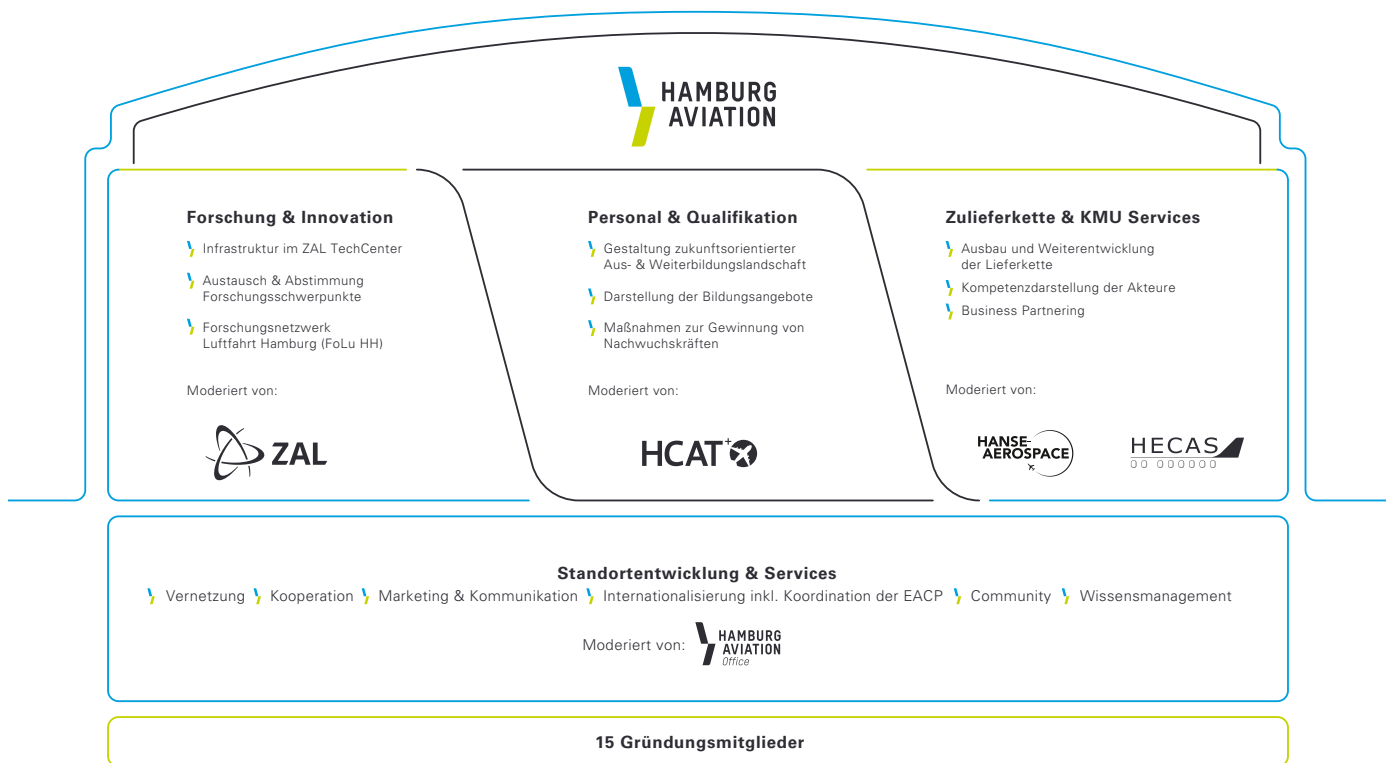 HAMBURG
AVIATION
Forschung & Innovation
Infrastruktur im ZAL TechCenter
Austausch & Abstimmung
Forschungsschwerpunkte
Forschungsnetzwerk
Luftfahrt Hamburg (FoLu HH)
Moderiert von:
ZAL
Personal & Qualifikation
Gestaltung zukunftsorientierter
Aus- & Weiterbildungslandschaft
Darstellung der Bildungsangebote
Maßnahmen zur Gewinnung von
Nachwuchskräften
Moderiert von:
HCAT+
Zulieferkette & KMU Services
Ausbau und Weiterentwicklung
der Lieferkette
Kompetenzdarstellung der Akteure
Business Partnering
Moderiert von:
HANSE-
AEROSPACE
HECAS
00 000000
Standortentwicklung & Services
Vernetzung Kooperation Marketing & Kommunikation Internationalisierung inkl. Koordination der EACP Community Wissensmanagement
Moderiert von:
HAMBURG
AVIATION
Office
15 Gründungsmitglieder